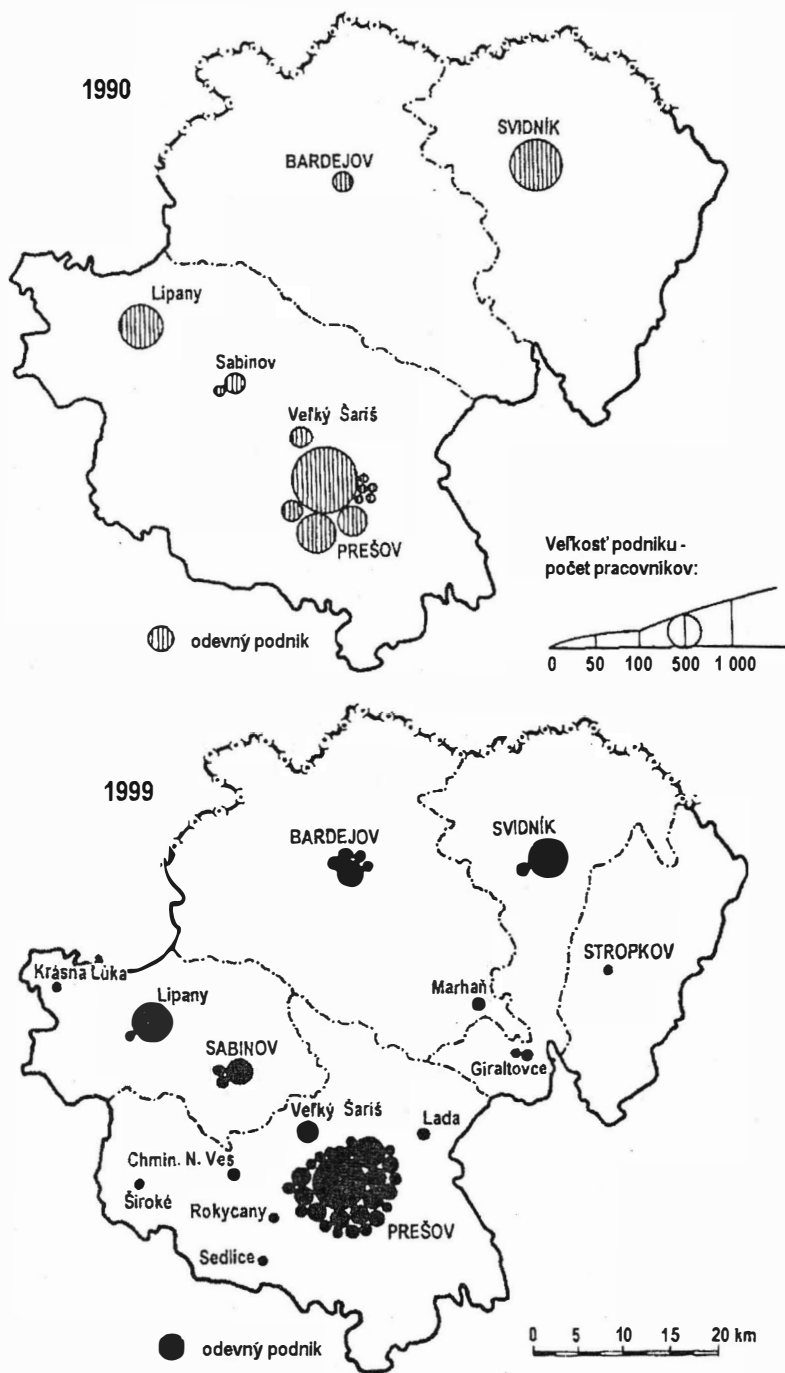 1990
SVIDNÍK
BARDEJOV
Lipany
Sabinov
Veľký Šariš
PREŠOV
Veľkosť podniku -
počet pracovníkov:
odevný podnik
0 50 100 500 1 000
1999
BARDEJOV
SVIDNÍK
STROPKOV
Krásna Lúka
Marhaň
Lipany
SABINOV
Giraltovce
Veľký Šariš
Lada
Chmin. N. Ves
Široké
Rokycany
PREŠOV
Sedlice
0 5 10 15 20 km
odevný podnik